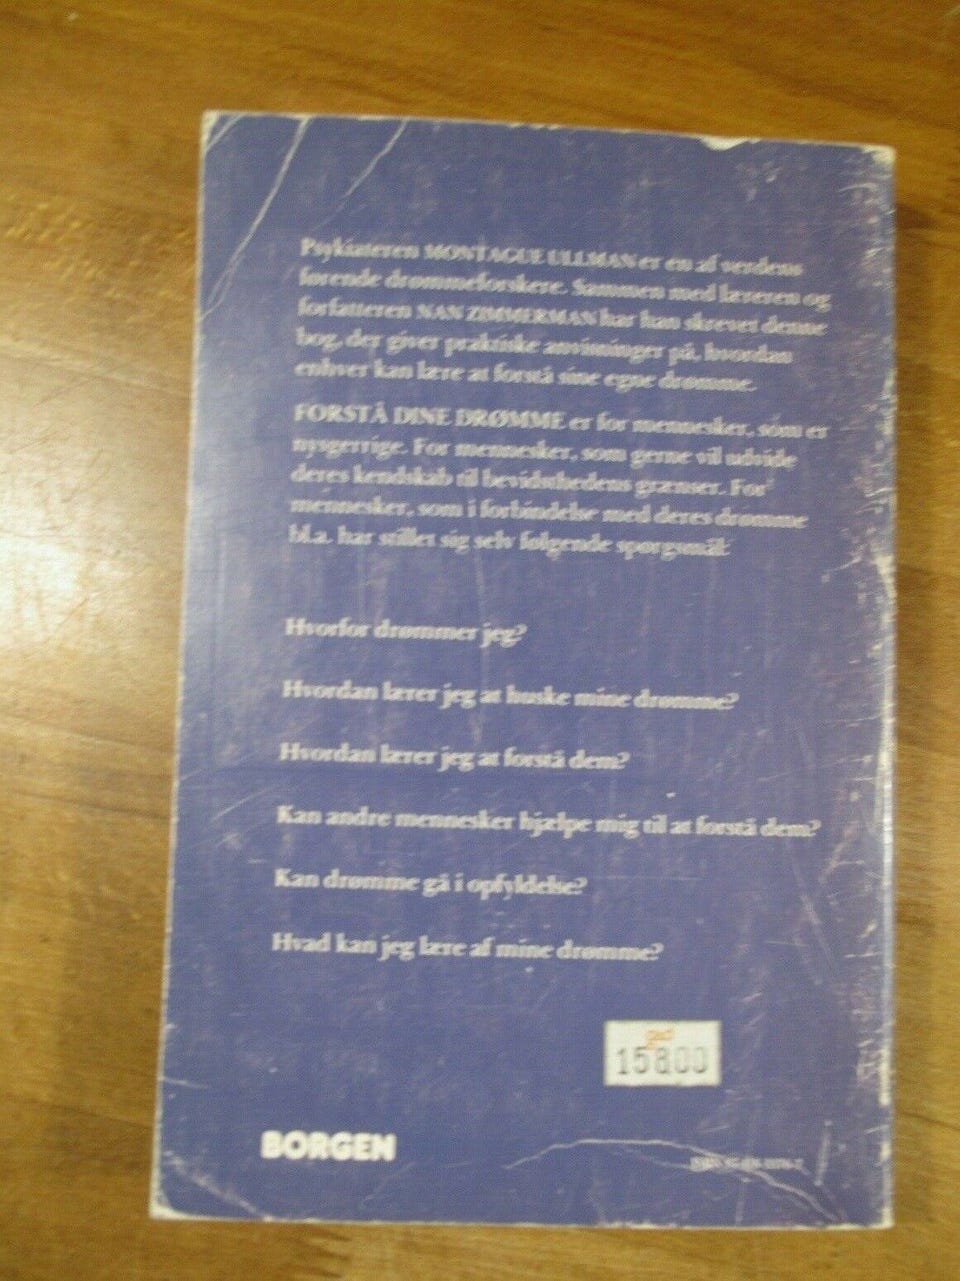 Psykiateren MONTAGUE ULLMAN er en af verdens
førende drømmeforskere. Sammen med læreren og
forfatteren NAN ZIMMERMAN har han skrevet denne
bog, der giver praktiske anvisninger på, hvordan
enhver kan lære at forstå sine egne drømme.
FORSTÅ DINE DRØMME er for mennesker, som er
nysgerrige. For mennesker, som gerne vil udvide
deres kendskab til bevidsthedens grænser. For
mennesker, som i forbindelse med deres drømme
bl.a. har stillet sig selv følgende spørgsmål:
Hvorfor drømmer jeg?
Hvordan lærer jeg at huske mine drømme?
Hvordan lærer jeg at forstå dem?
Kan andre mennesker hjælpe mig til at forstå dem?
Kan drømme gå i opfyldelse?
Hvad kan jeg lære af mine drømme?
158.00
BORGEN